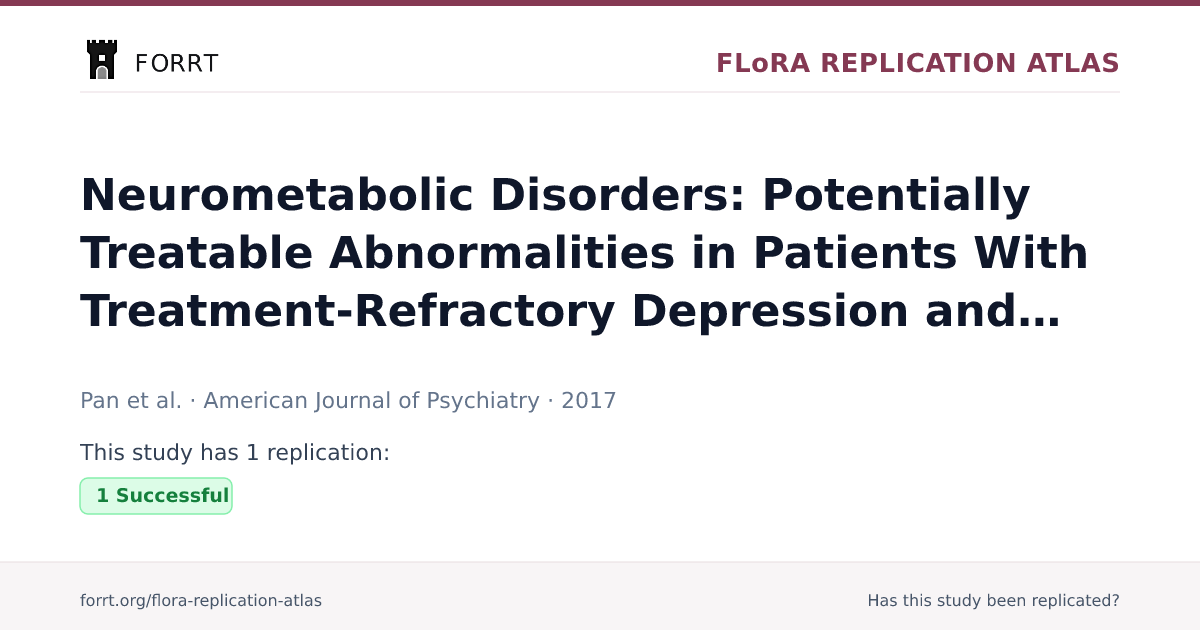 FORRT
FLoRA REPLICATION ATLAS
Neurometabolic Disorders: Potentially
Treatable Abnormalities in Patients With
Treatment-Refractory Depression and…
Pan et al. · American Journal of Psychiatry · 2017
This study has 1 replication:
1 Successful
forrt.org/flora-replication-atlas
Has this study been replicated?